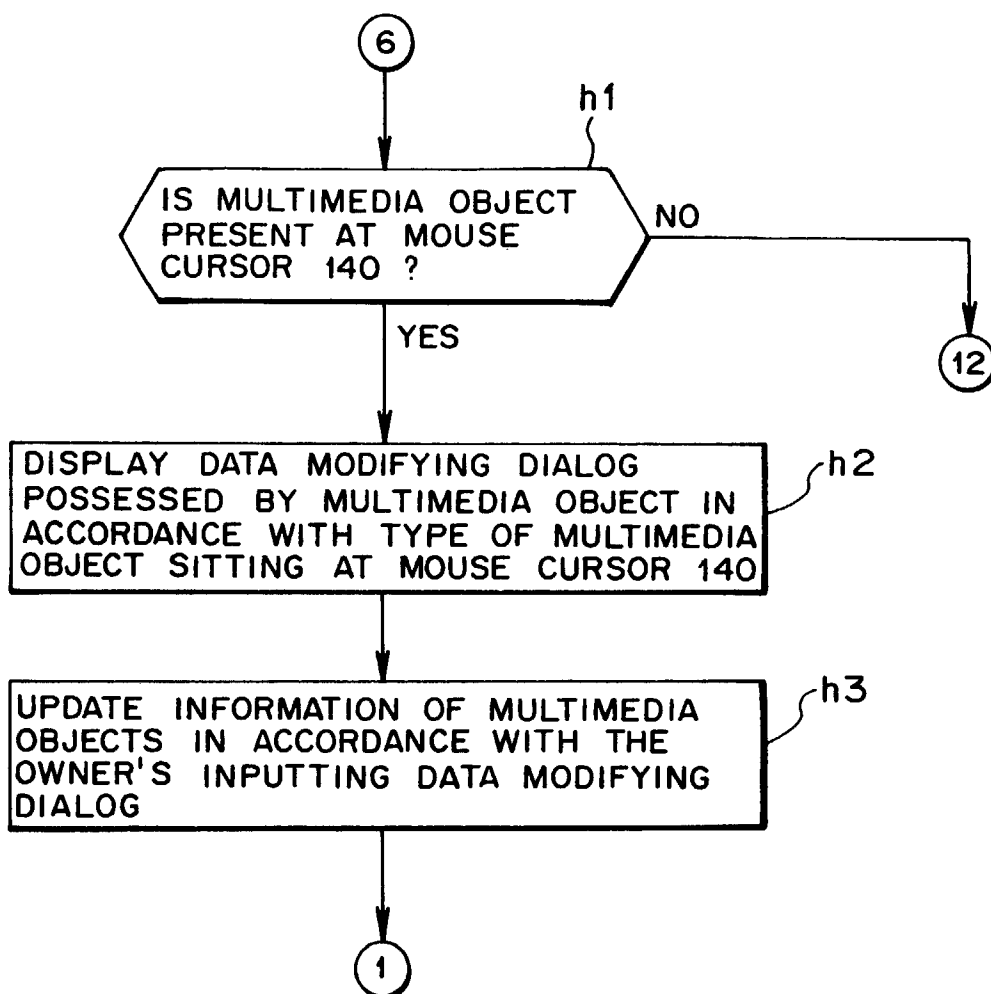 6
h1
IS MULTIMEDIA OBJECT
PRESENT AT MOUSE
CURSOR 140 ?
NO
YES
12
DISPLAY DATA MODIFYING DIALOG
POSSESSED BY MULTIMEDIA OBJECT IN
ACCORDANCE WITH TYPE OF MULTIMEDIA
OBJECT SITTING AT MOUSE CURSOR 140
h2
UPDATE INFORMATION OF MULTIMEDIA
OBJECTS IN ACCORDANCE WITH THE
OWNER'S INPUTTING DATA MODIFYING
DIALOG
h3
1